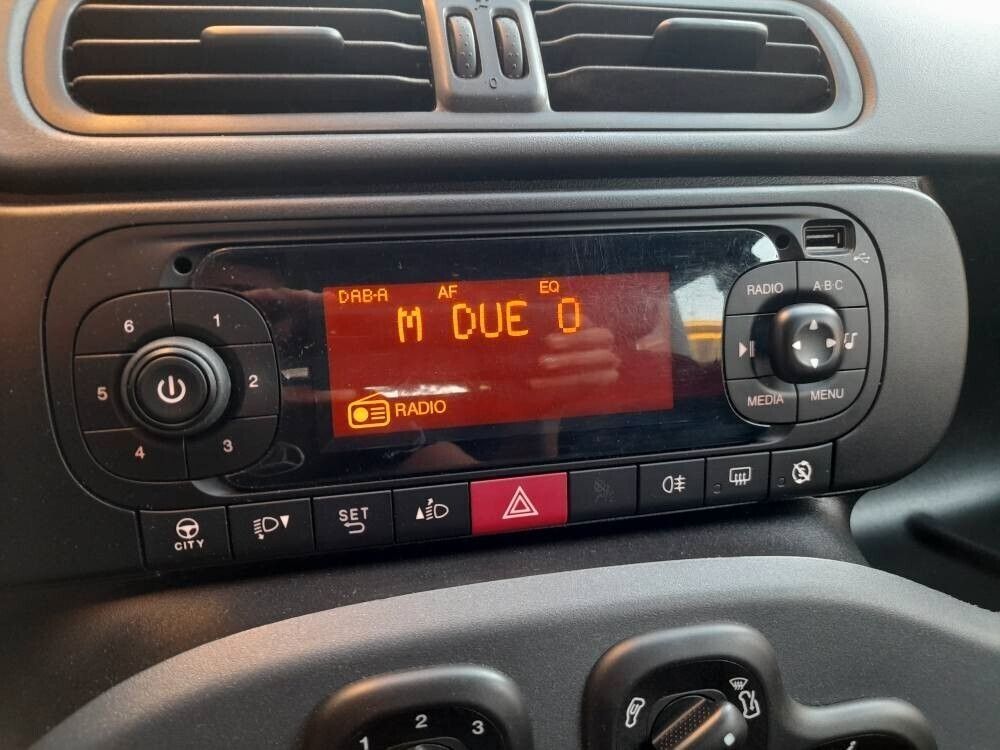 DAB-A AF EQ
M DUE O
RADIO
6 1
5 2
4 3
RADIO A·B·C
MEDIA MENU
CITY
SET
1 2 3
0